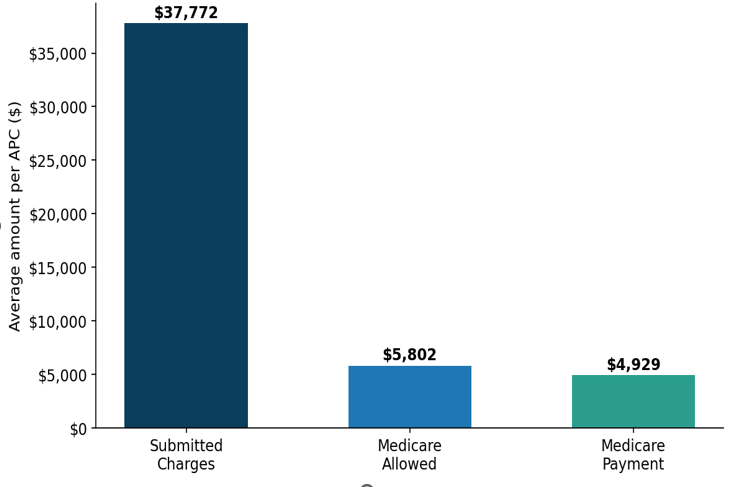 $37,772
$35,000
$30,000
$25,000
$20,000
$15,000
$10,000
$5,000
$0
Average amount per APC ($)
$5,802
$4,929
Submitted
Charges
Medicare
Allowed
Medicare
Payment